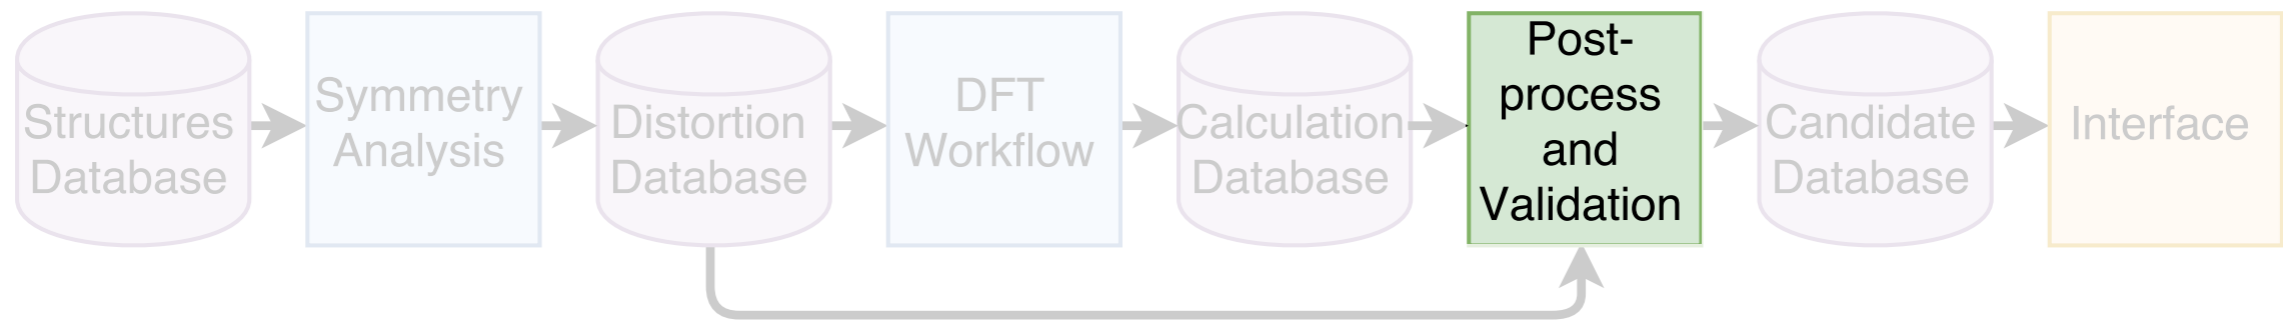 Structures
Database
Symmetry
Analysis
Distortion
Database
DFT
Workflow
Calculation
Database
Post-
process
and
Validation
Candidate
Database
Interface